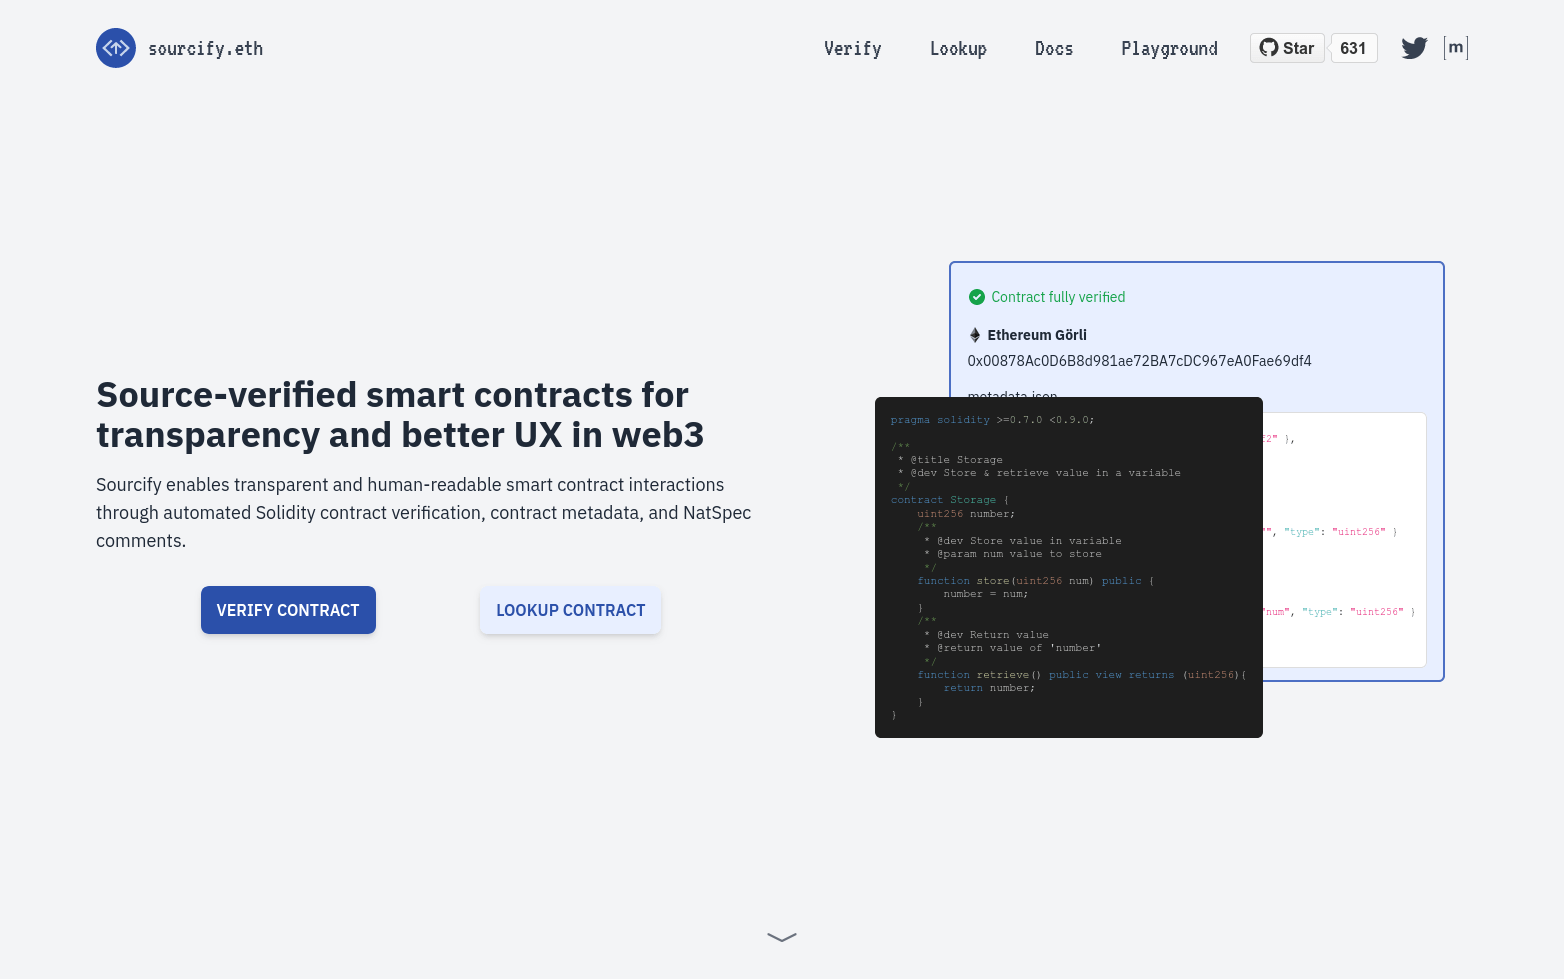 sourcify.eth
Verify
Lookup
Docs
Playground
Star
631
[m]
Source-verified smart contracts for
transparency and better UX in web3
Sourcify enables transparent and human-readable smart contract interactions
through automated Solidity contract verification, contract metadata, and NatSpec
comments.
VERIFY CONTRACT
LOOKUP CONTRACT
Contract fully verified
Ethereum Görli
0x00878Ac0D6B8d981ae72BA7cDC967eA0Fae69df4
metadata.json
2" },
"", "type": "uint256" }
"num", "type": "uint256" }
pragma solidity >=0.7.0 <0.9.0;
/**
* @title Storage
* @dev Store & retrieve value in a variable
*/
contract Storage {
uint256 number;
/**
* @dev Store value in variable
* @param num value to store
*/
function store(uint256 num) public {
number = num;
}
/**
* @dev Return value
* @return value of 'number'
*/
function retrieve() public view returns (uint256){
return number;
}
}